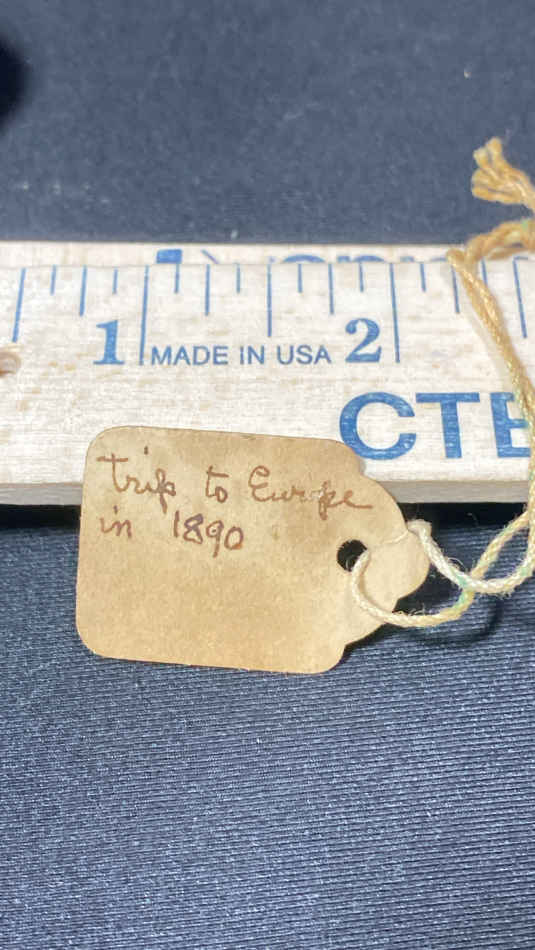 1 MADE IN USA 2
CTE
trip to Europe
in 1890